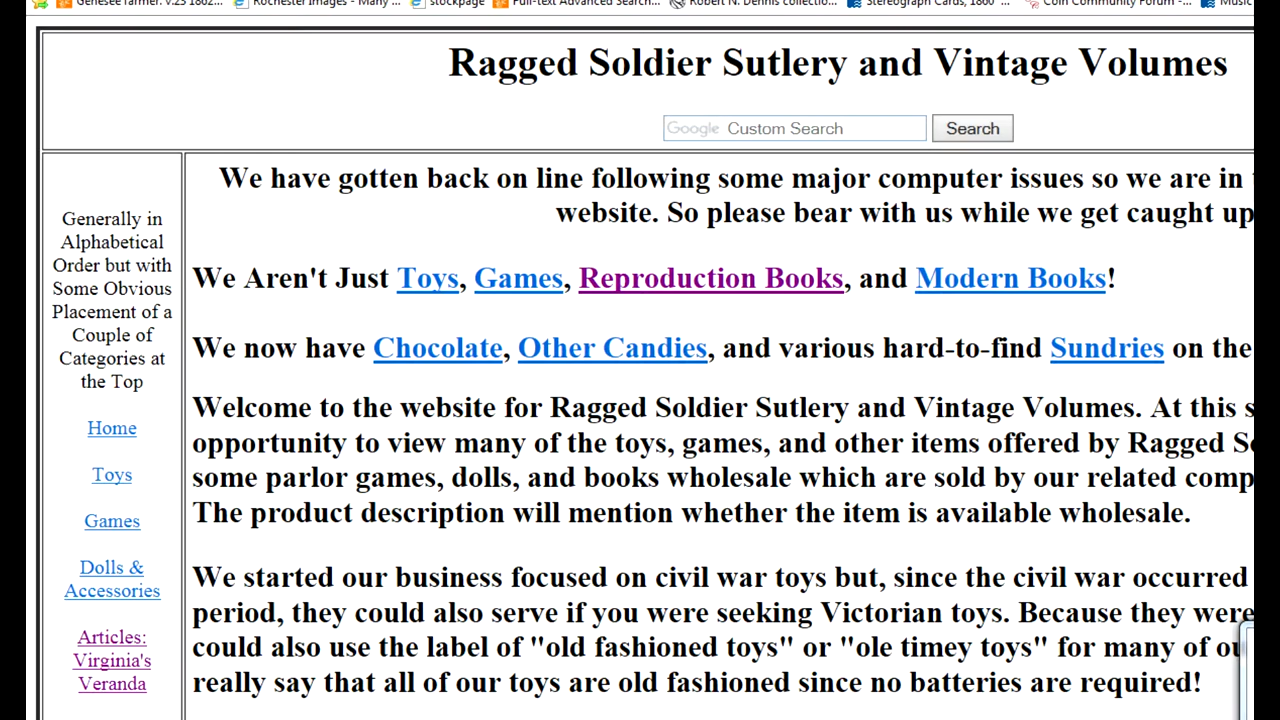 Genesee farmer. v.23 1862... Rochester Images - Many ... stockpage Full-text Advanced Search... Robert N. Dennis collectio... Stereograph Cards, 1860 ... Coin Community Forum -... Music
Ragged Soldier Sutlery and Vintage Volumes
Google Custom Search Search
We have gotten back on line following some major computer issues so we are in
website. So please bear with us while we get caught up
We Aren't Just Toys, Games, Reproduction Books, and Modern Books!
We now have Chocolate, Other Candies, and various hard-to-find Sundries on the
Welcome to the website for Ragged Soldier Sutlery and Vintage Volumes. At this s
opportunity to view many of the toys, games, and other items offered by Ragged So
some parlor games, dolls, and books wholesale which are sold by our related comp
The product description will mention whether the item is available wholesale.
We started our business focused on civil war toys but, since the civil war occurred
period, they could also serve if you were seeking Victorian toys. Because they were
could also use the label of "old fashioned toys" or "ole timey toys" for many of ou
really say that all of our toys are old fashioned since no batteries are required!
Generally in
Alphabetical
Order but with
Some Obvious
Placement of a
Couple of
Categories at
the Top
Home
Toys
Games
Dolls &
Accessories
Articles:
Virginia's
Veranda